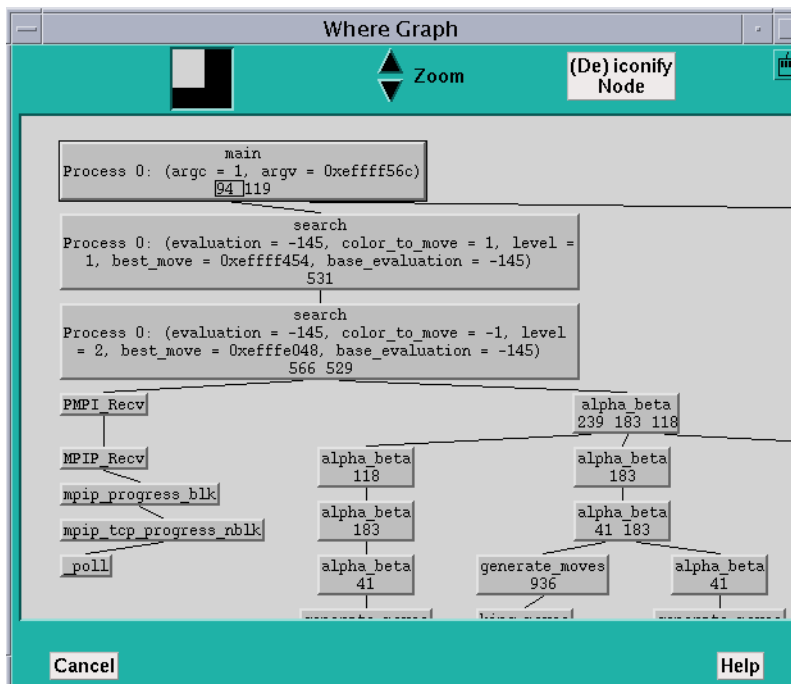 Where Graph
Zoom
(De) iconify
Node
main
Process 0: (argc = 1, argv = 0xeffff56c)
94 119
search
Process 0: (evaluation = -145, color_to_move = 1, level =
1, best_move = 0xeffff454, base_evaluation = -145)
531
search
Process 0: (evaluation = -145, color_to_move = -1, level
= 2, best_move = 0xefffe048, base_evaluation = -145)
566 529
PMPI_Recv
alpha_beta
239 183 118
MPIP_Recv
alpha_beta
118
alpha_beta
183
mpip_progress_blk
alpha_beta
183
alpha_beta
41 183
mpip_tcp_progress_nblk
_poll
alpha_beta
41
generate_moves
936
alpha_beta
41
Cancel
Help